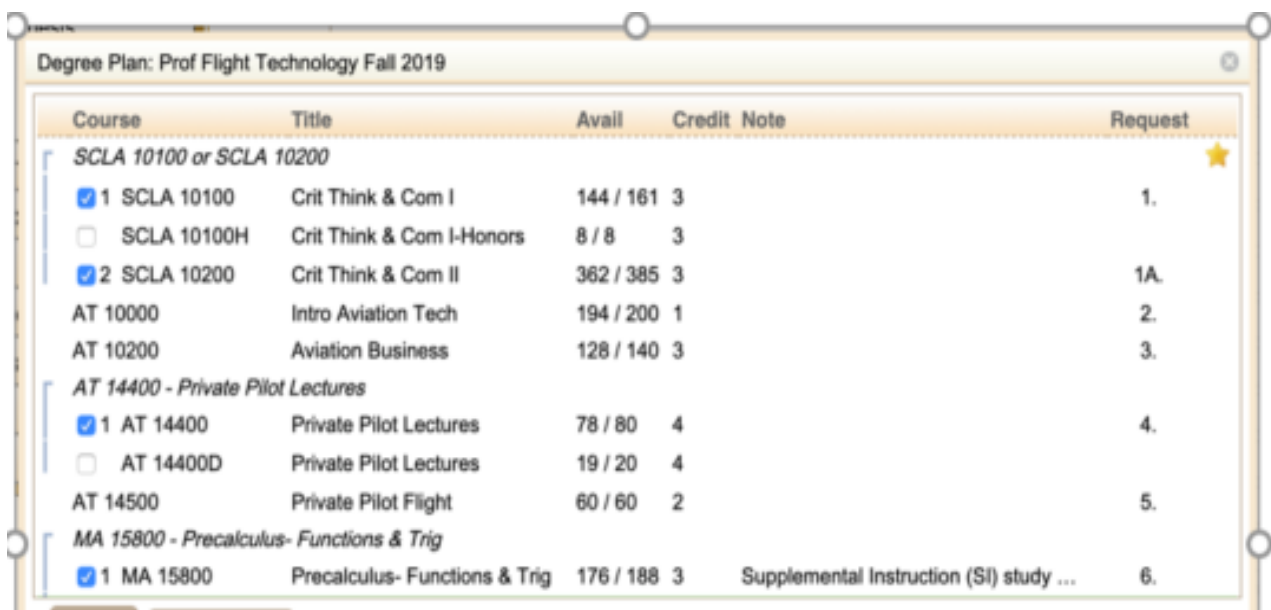 Degree Plan: Prof Flight Technology Fall 2019
Course Title Avail Credit Note Request
SCLA 10100 or SCLA 10200
1 SCLA 10100 Crit Think & Com I 144 / 161 3 1.
SCLA 10100H Crit Think & Com I-Honors 8 / 8 3
2 SCLA 10200 Crit Think & Com II 362 / 385 3 1A.
AT 10000 Intro Aviation Tech 194 / 200 1 2.
AT 10200 Aviation Business 128 / 140 3 3.
AT 14400 - Private Pilot Lectures
1 AT 14400 Private Pilot Lectures 78 / 80 4 4.
AT 14400D Private Pilot Lectures 19 / 20 4
AT 14500 Private Pilot Flight 60 / 60 2 5.
MA 15800 - Precalculus- Functions & Trig
1 MA 15800 Precalculus- Functions & Trig 176 / 188 3 Supplemental Instruction (SI) study ... 6.